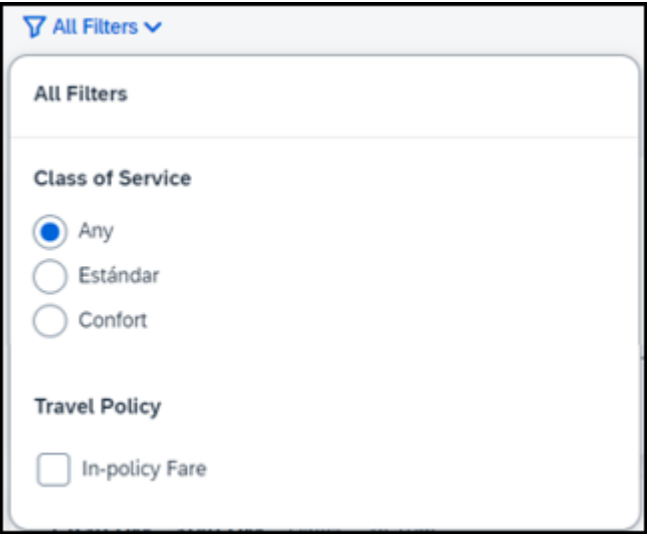 All Filters
All Filters
Class of Service
Any
Estándar
Confort
Travel Policy
In-policy Fare